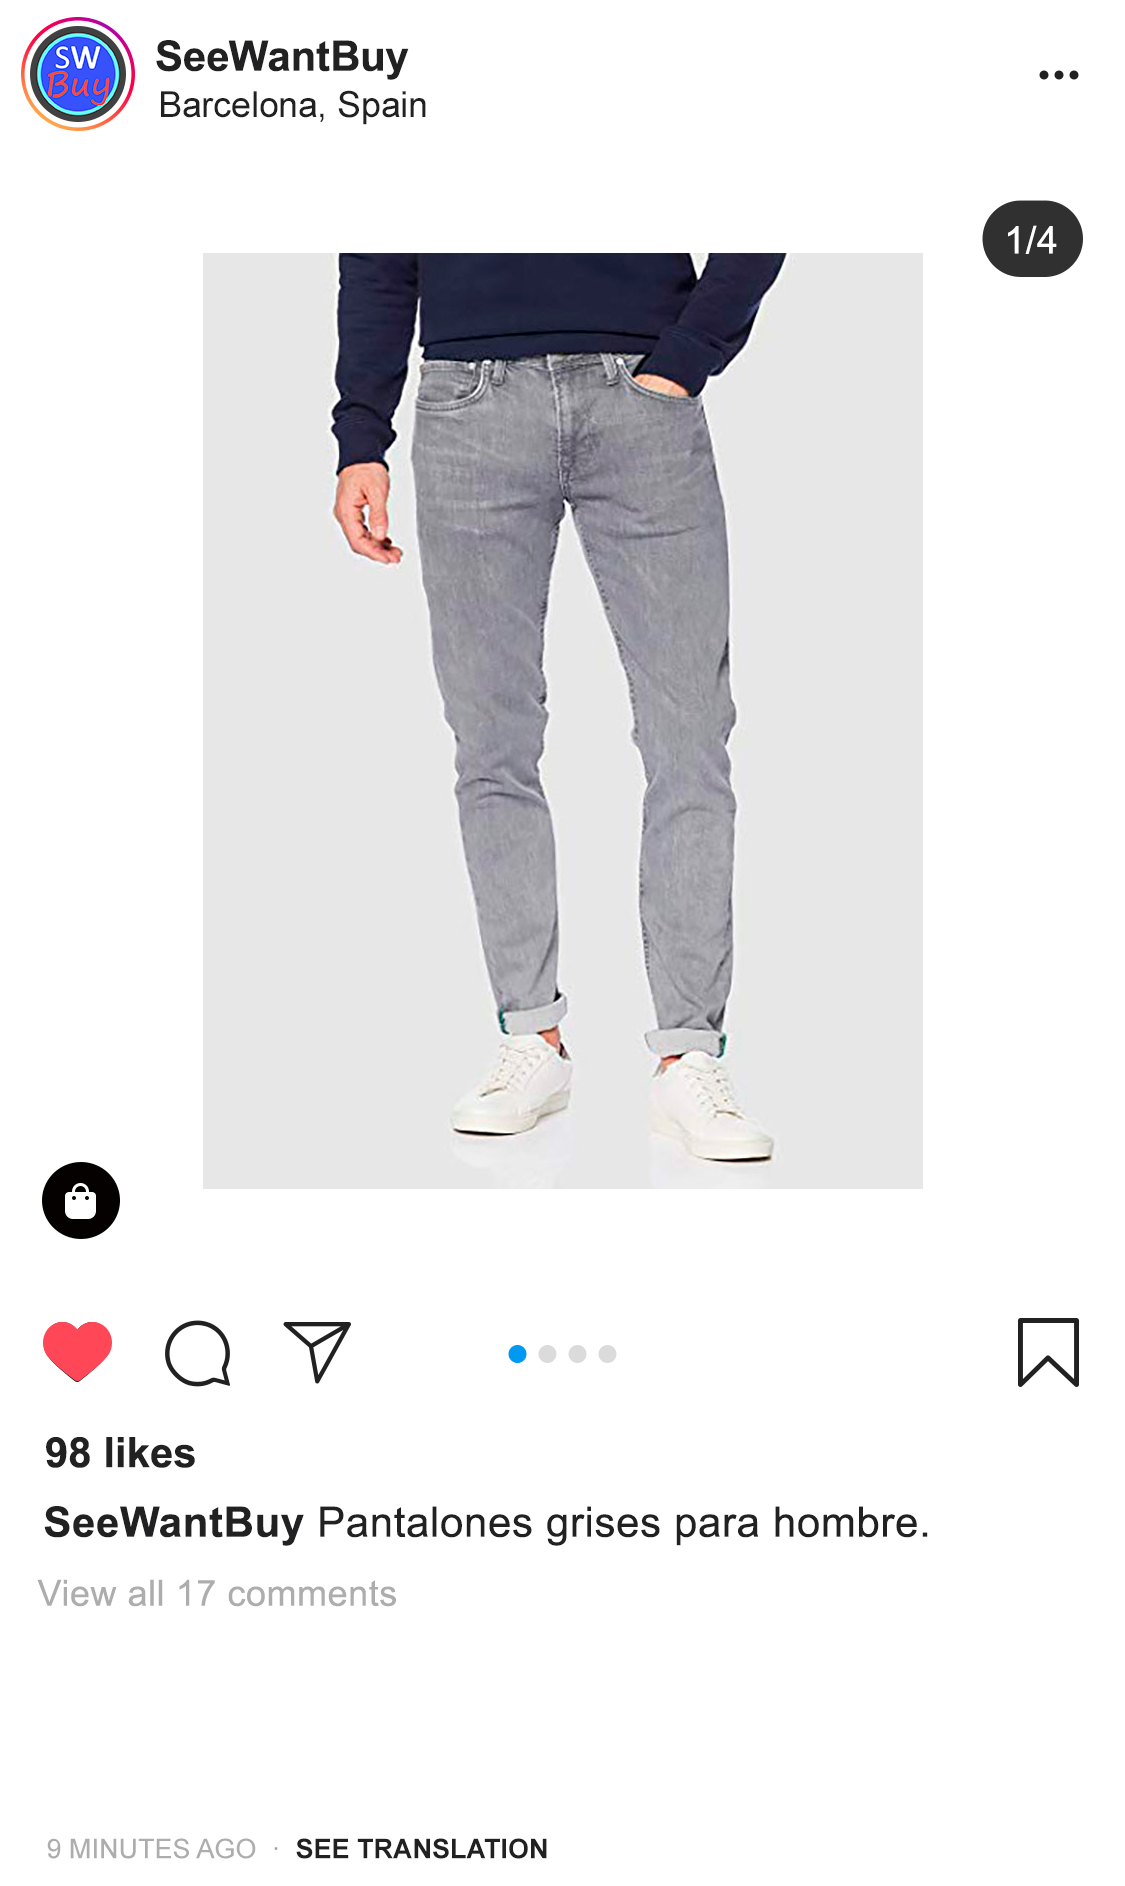 SW
Buy
SeeWantBuy
Barcelona, Spain
1/4
98 likes
SeeWantBuy Pantalones grises para hombre.
View all 17 comments
9 MINUTES AGO · SEE TRANSLATION